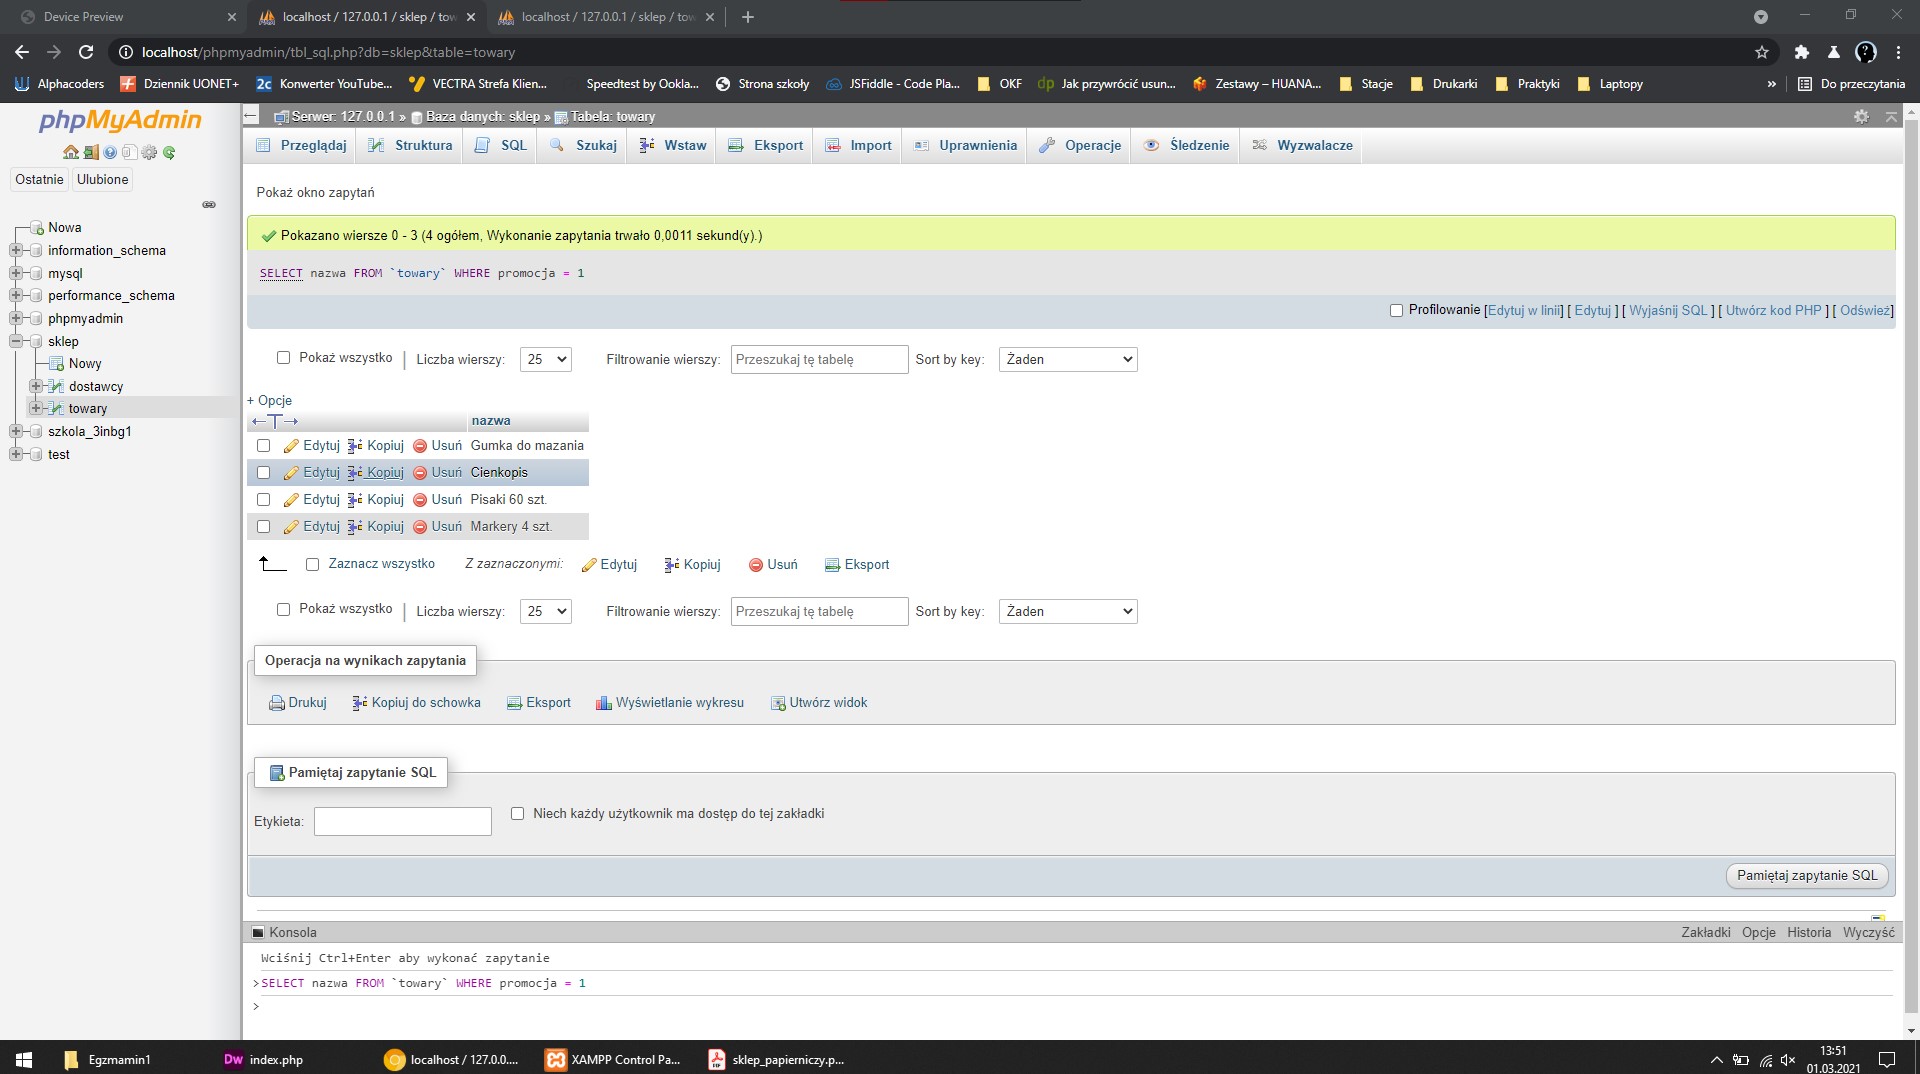 Device Preview
localhost / 127.0.0.1 / sklep / tow
localhost / 127.0.0.1 / sklep / tow
localhost/phpmyadmin/tbl_sql.php?db=sklep&table=towary
Alphacoders
Dziennik UONET+
2c Konwerter YouTube...
VECTRA Strefa Klien...
Speedtest by Ookla...
Strona szkoły
JSFiddle - Code Pla...
OKF
dp Jak przywrócić usun...
Zestawy – HUANA...
Stacje
Drukarki
Praktyki
Laptopy
»
Do przeczytania
phpMyAdmin
Ostatnie Ulubione
Nowa
information_schema
mysql
performance_schema
phpmyadmin
sklep
Nowy
dostawcy
towary
szkola_3inbg1
test
Serwer: 127.0.0.1 » Baza danych: sklep » Tabela: towary
Przeglądaj Struktura SQL Szukaj Wstaw Eksport Import Uprawnienia Operacje Śledzenie Wyzwalacze
Pokaż okno zapytań
Pokazano wiersze 0 - 3 (4 ogółem, Wykonanie zapytania trwało 0,0011 sekund(y).)
SELECT nazwa FROM `towary` WHERE promocja = 1
Profilowanie [Edytuj w linii] [ Edytuj ] [ Wyjaśnij SQL ] [ Utwórz kod PHP ] [ Odśwież]
Pokaż wszystko | Liczba wierszy: 25 Filtrowanie wierszy: Przeszukaj tę tabelę Sort by key: Żaden
+ Opcje
←T→ nazwa
Edytuj Kopiuj Usuń Gumka do mazania
Edytuj Kopiuj Usuń Cienkopis
Edytuj Kopiuj Usuń Pisaki 60 szt.
Edytuj Kopiuj Usuń Markery 4 szt.
Zaznacz wszystko Z zaznaczonymi: Edytuj Kopiuj Usuń Eksport
Pokaż wszystko | Liczba wierszy: 25 Filtrowanie wierszy: Przeszukaj tę tabelę Sort by key: Żaden
Operacja na wynikach zapytania
Drukuj Kopiuj do schowka Eksport Wyświetlanie wykresu Utwórz widok
Pamiętaj zapytanie SQL
Etykieta: Niech każdy użytkownik ma dostęp do tej zakładki
Pamiętaj zapytanie SQL
Konsola Zakładki Opcje Historia Wyczyść
Wciśnij Ctrl+Enter aby wykonać zapytanie
>SELECT nazwa FROM `towary` WHERE promocja = 1
>
Egzmamin1
Dw index.php
localhost / 127.0.0....
XAMPP Control Pa...
sklep_papierniczy.p...
13:51
01.03.2021